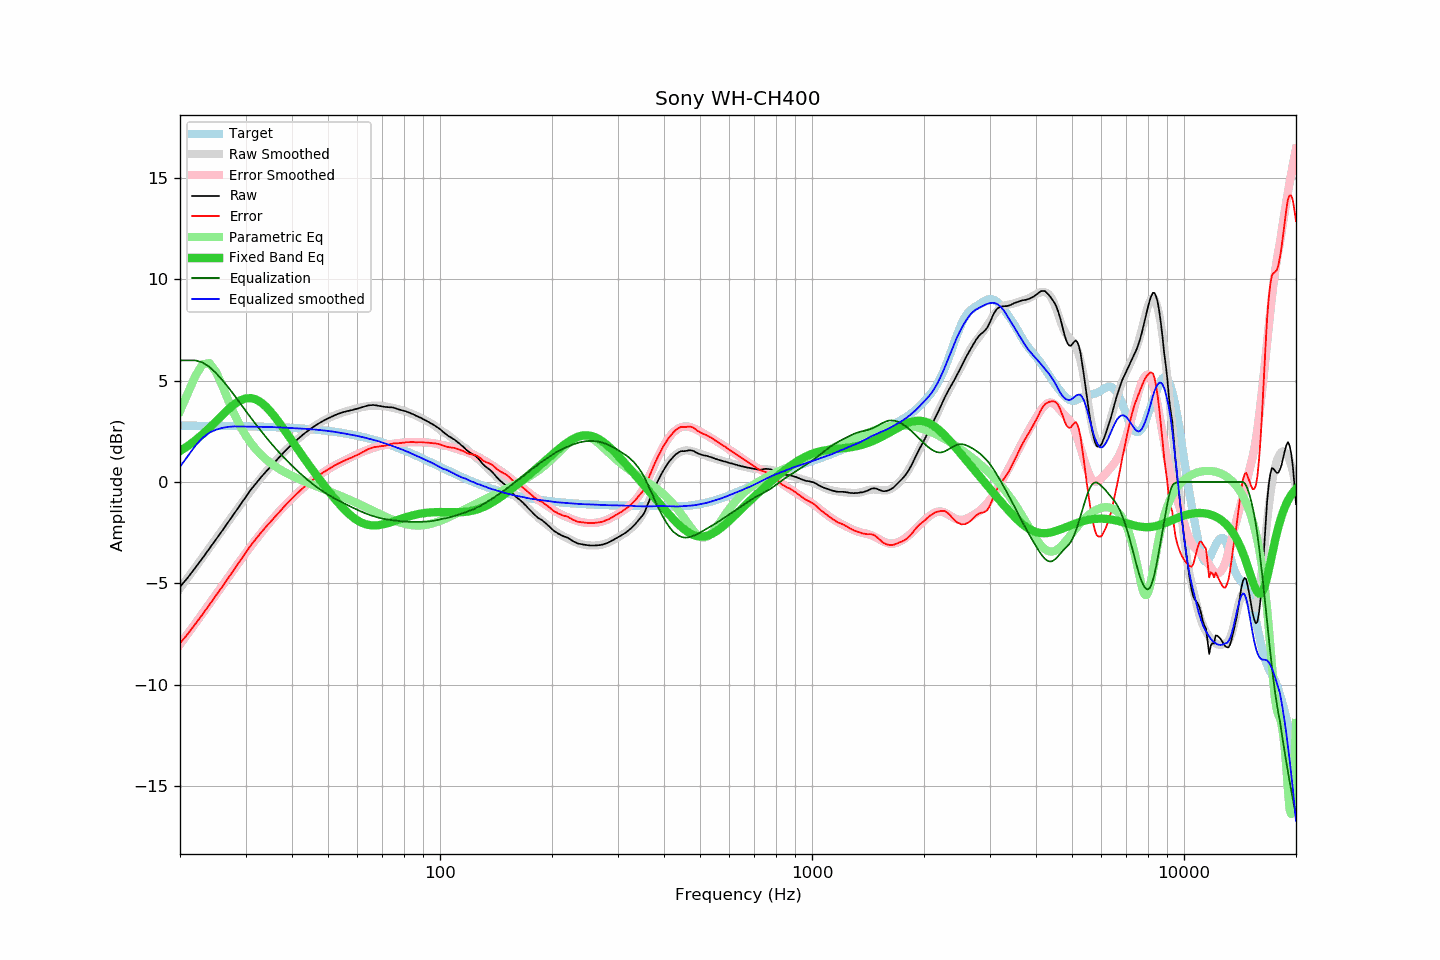 Sony WH-CH400
Target
Raw Smoothed
Error Smoothed
Raw
Error
Parametric Eq
Fixed Band Eq
Equalization
Equalized smoothed
15
10
5
0
−5
−10
−15
Amplitude (dBr)
100
1000
10000
Frequency (Hz)